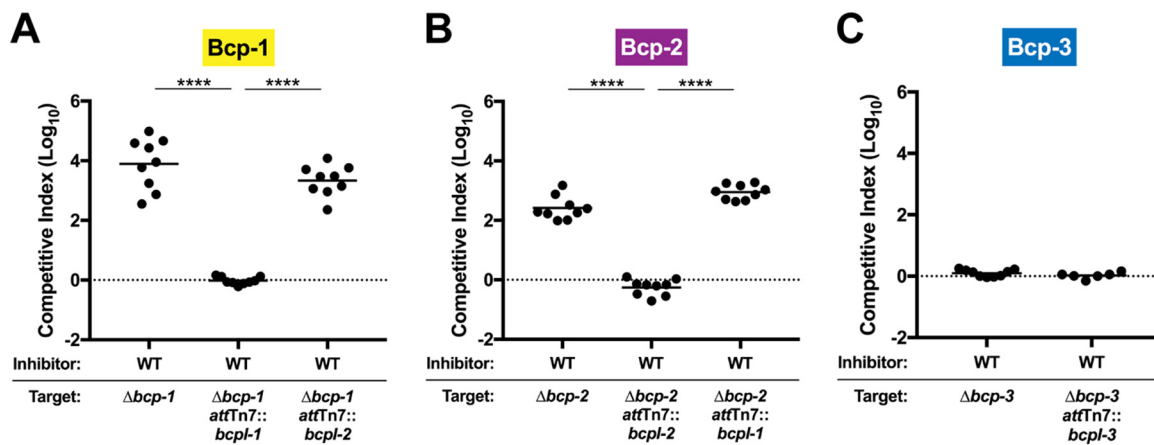 A
Bcp-1
****
****
Competitive Index (Log10)
6
4
2
0
-2
Inhibitor: WT WT WT
Target: Δbcp-1 Δbcp-1 Δbcp-1
attTn7:: attTn7::
bcpI-1 bcpI-2
B
Bcp-2
****
****
Competitive Index (Log10)
6
4
2
0
-2
Inhibitor: WT WT WT
Target: Δbcp-2 Δbcp-2 Δbcp-2
attTn7:: attTn7::
bcpI-2 bcpI-1
C
Bcp-3
Competitive Index (Log10)
6
4
2
0
-2
Inhibitor: WT WT
Target: Δbcp-3 Δbcp-3
attTn7::
bcpI-3